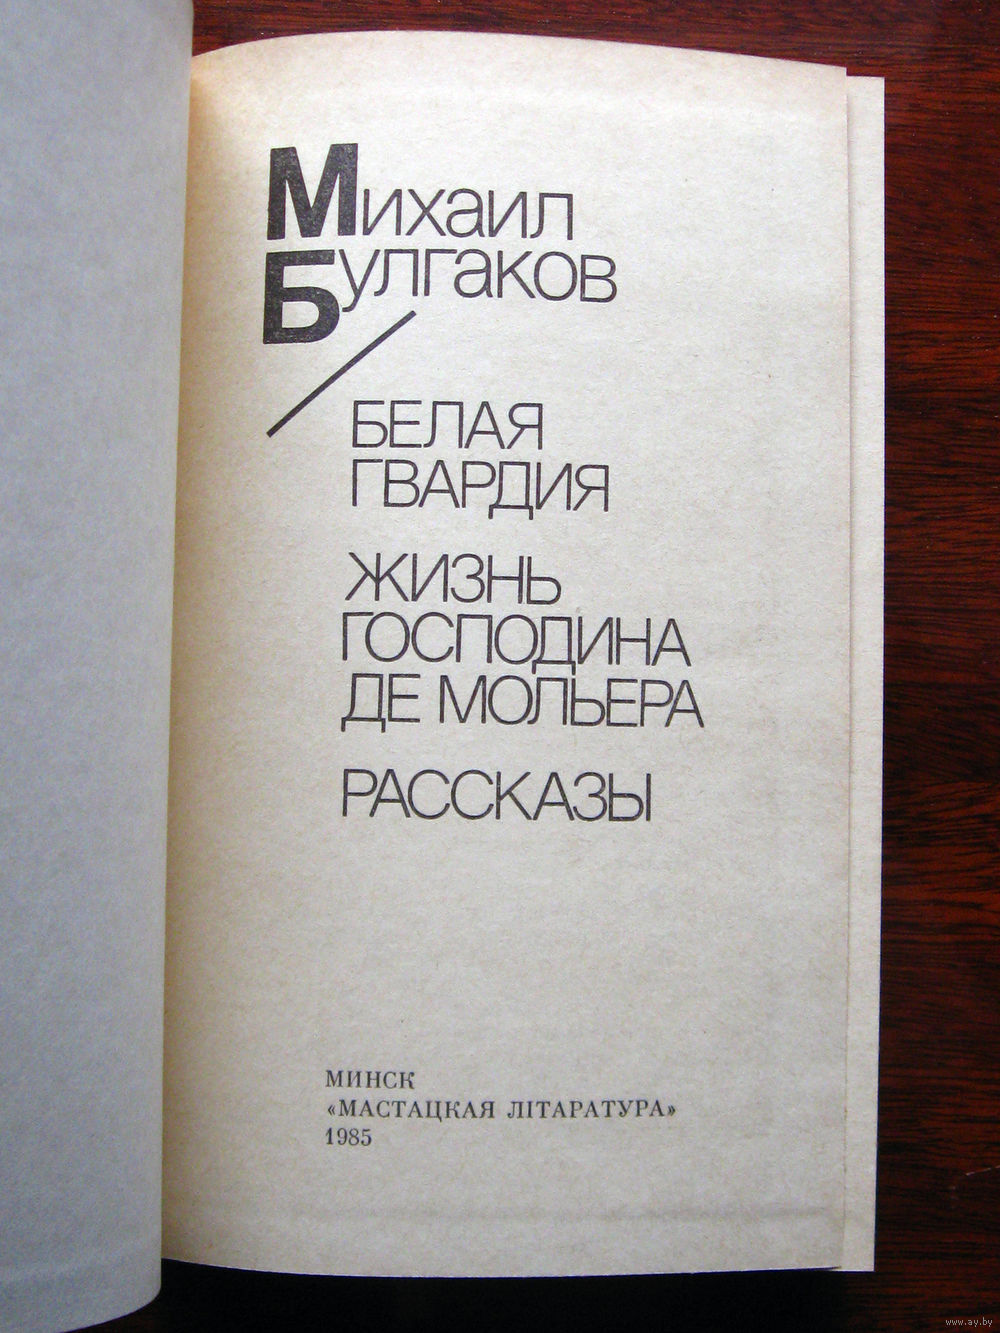 Михаил
Булгаков
БЕЛАЯ
ГВАРДИЯ
ЖИЗНЬ
ГОСПОДИНА
ДЕ МОЛЬЕРА
РАССКАЗЫ
МИНСК
«МАСТАЦКАЯ ЛІТАРАТУРА»
1985
www.ay.by